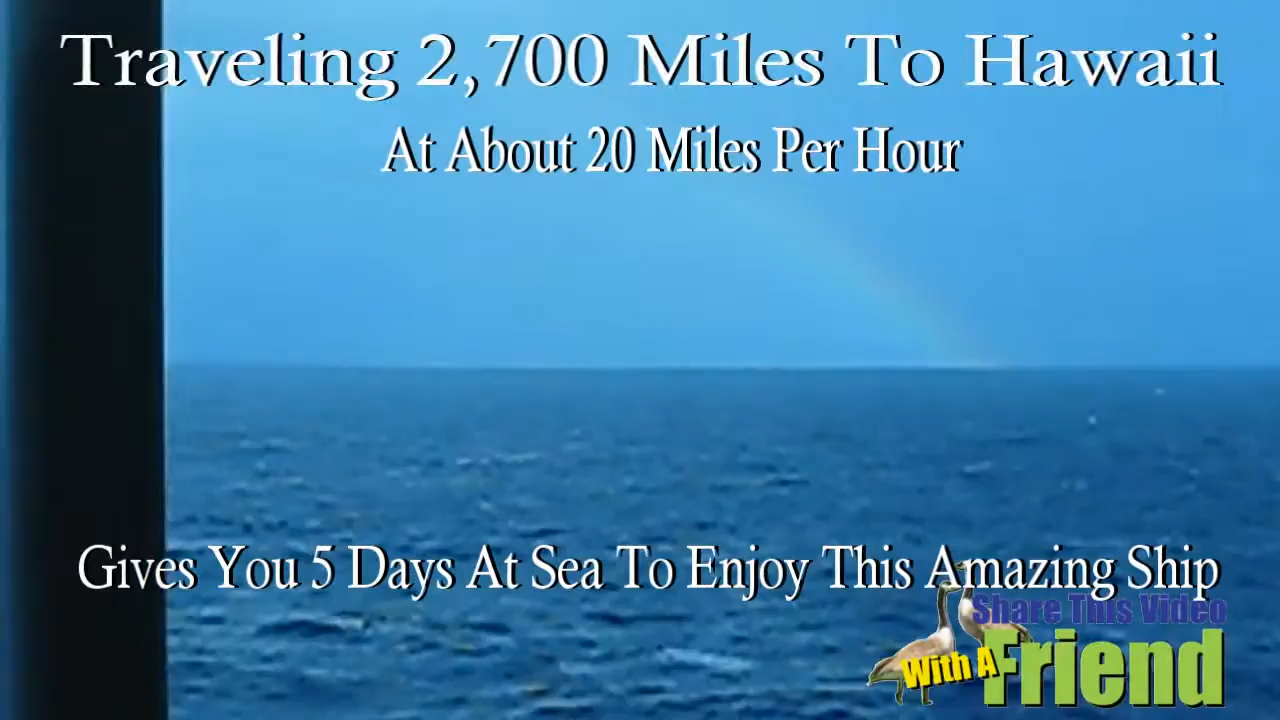 Traveling 2,700 Miles To Hawaii
At About 20 Miles Per Hour
Gives You 5 Days At Sea To Enjoy This Amazing Ship
Share This Video
With A
Friend